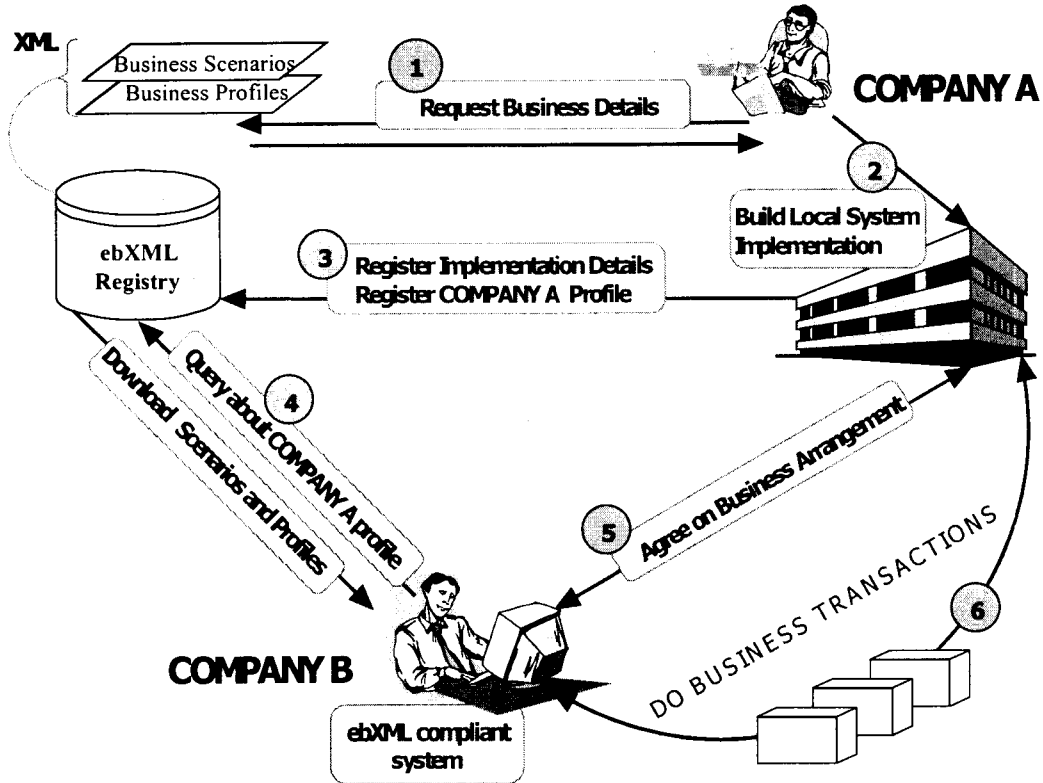 XML
Business Scenarios
Business Profiles
1
Request Business Details
COMPANY A
2
Build Local System
Implementation
ebXML
Registry
3
Register Implementation Details
Register COMPANY A Profile
4
Query about COMPANY A profile
Download Scenarios and Profiles
5
Agree on Business Arrangement
DO BUSINESS TRANSACTIONS
6
COMPANY B
ebXML compliant
system